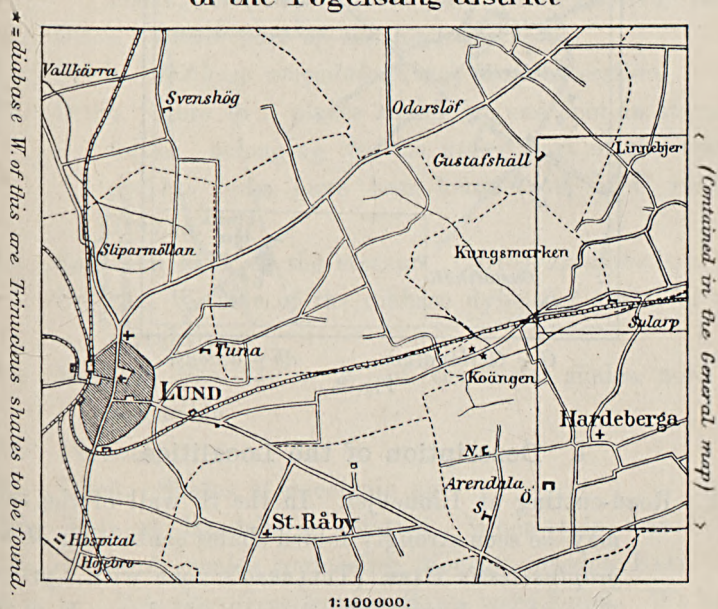 of the Fogelsång district
Vallkärra
Svenshög
Odarslöf
Gustafshäll
Linnebjer
Sliparmöllan
Kungsmarken
Sularp
Tuna
LUND
Koängen
Hardeberga
N.
Arendala
Ö.
S.
St.Råby
Hospital
Höjebro
1:100000.
★ = diabase W. of this are Trinucleus shales to be found.
< (Contained in the General map) >